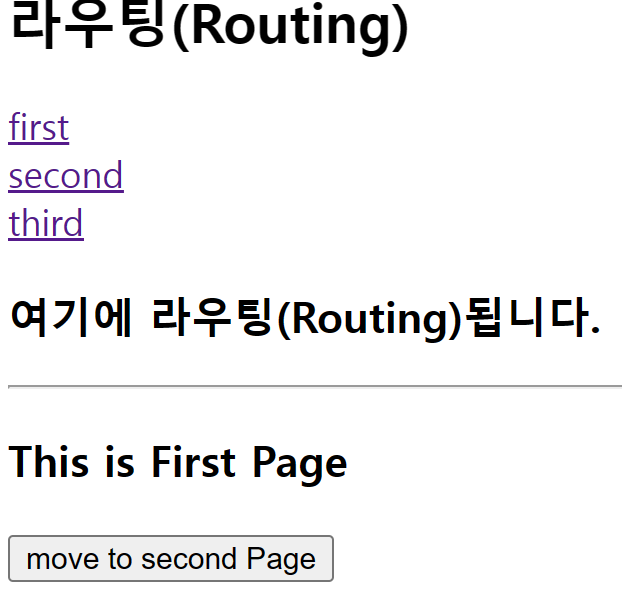 라우팅(Routing)
first
second
third
여기에 라우팅(Routing)됩니다.
This is First Page
move to second Page